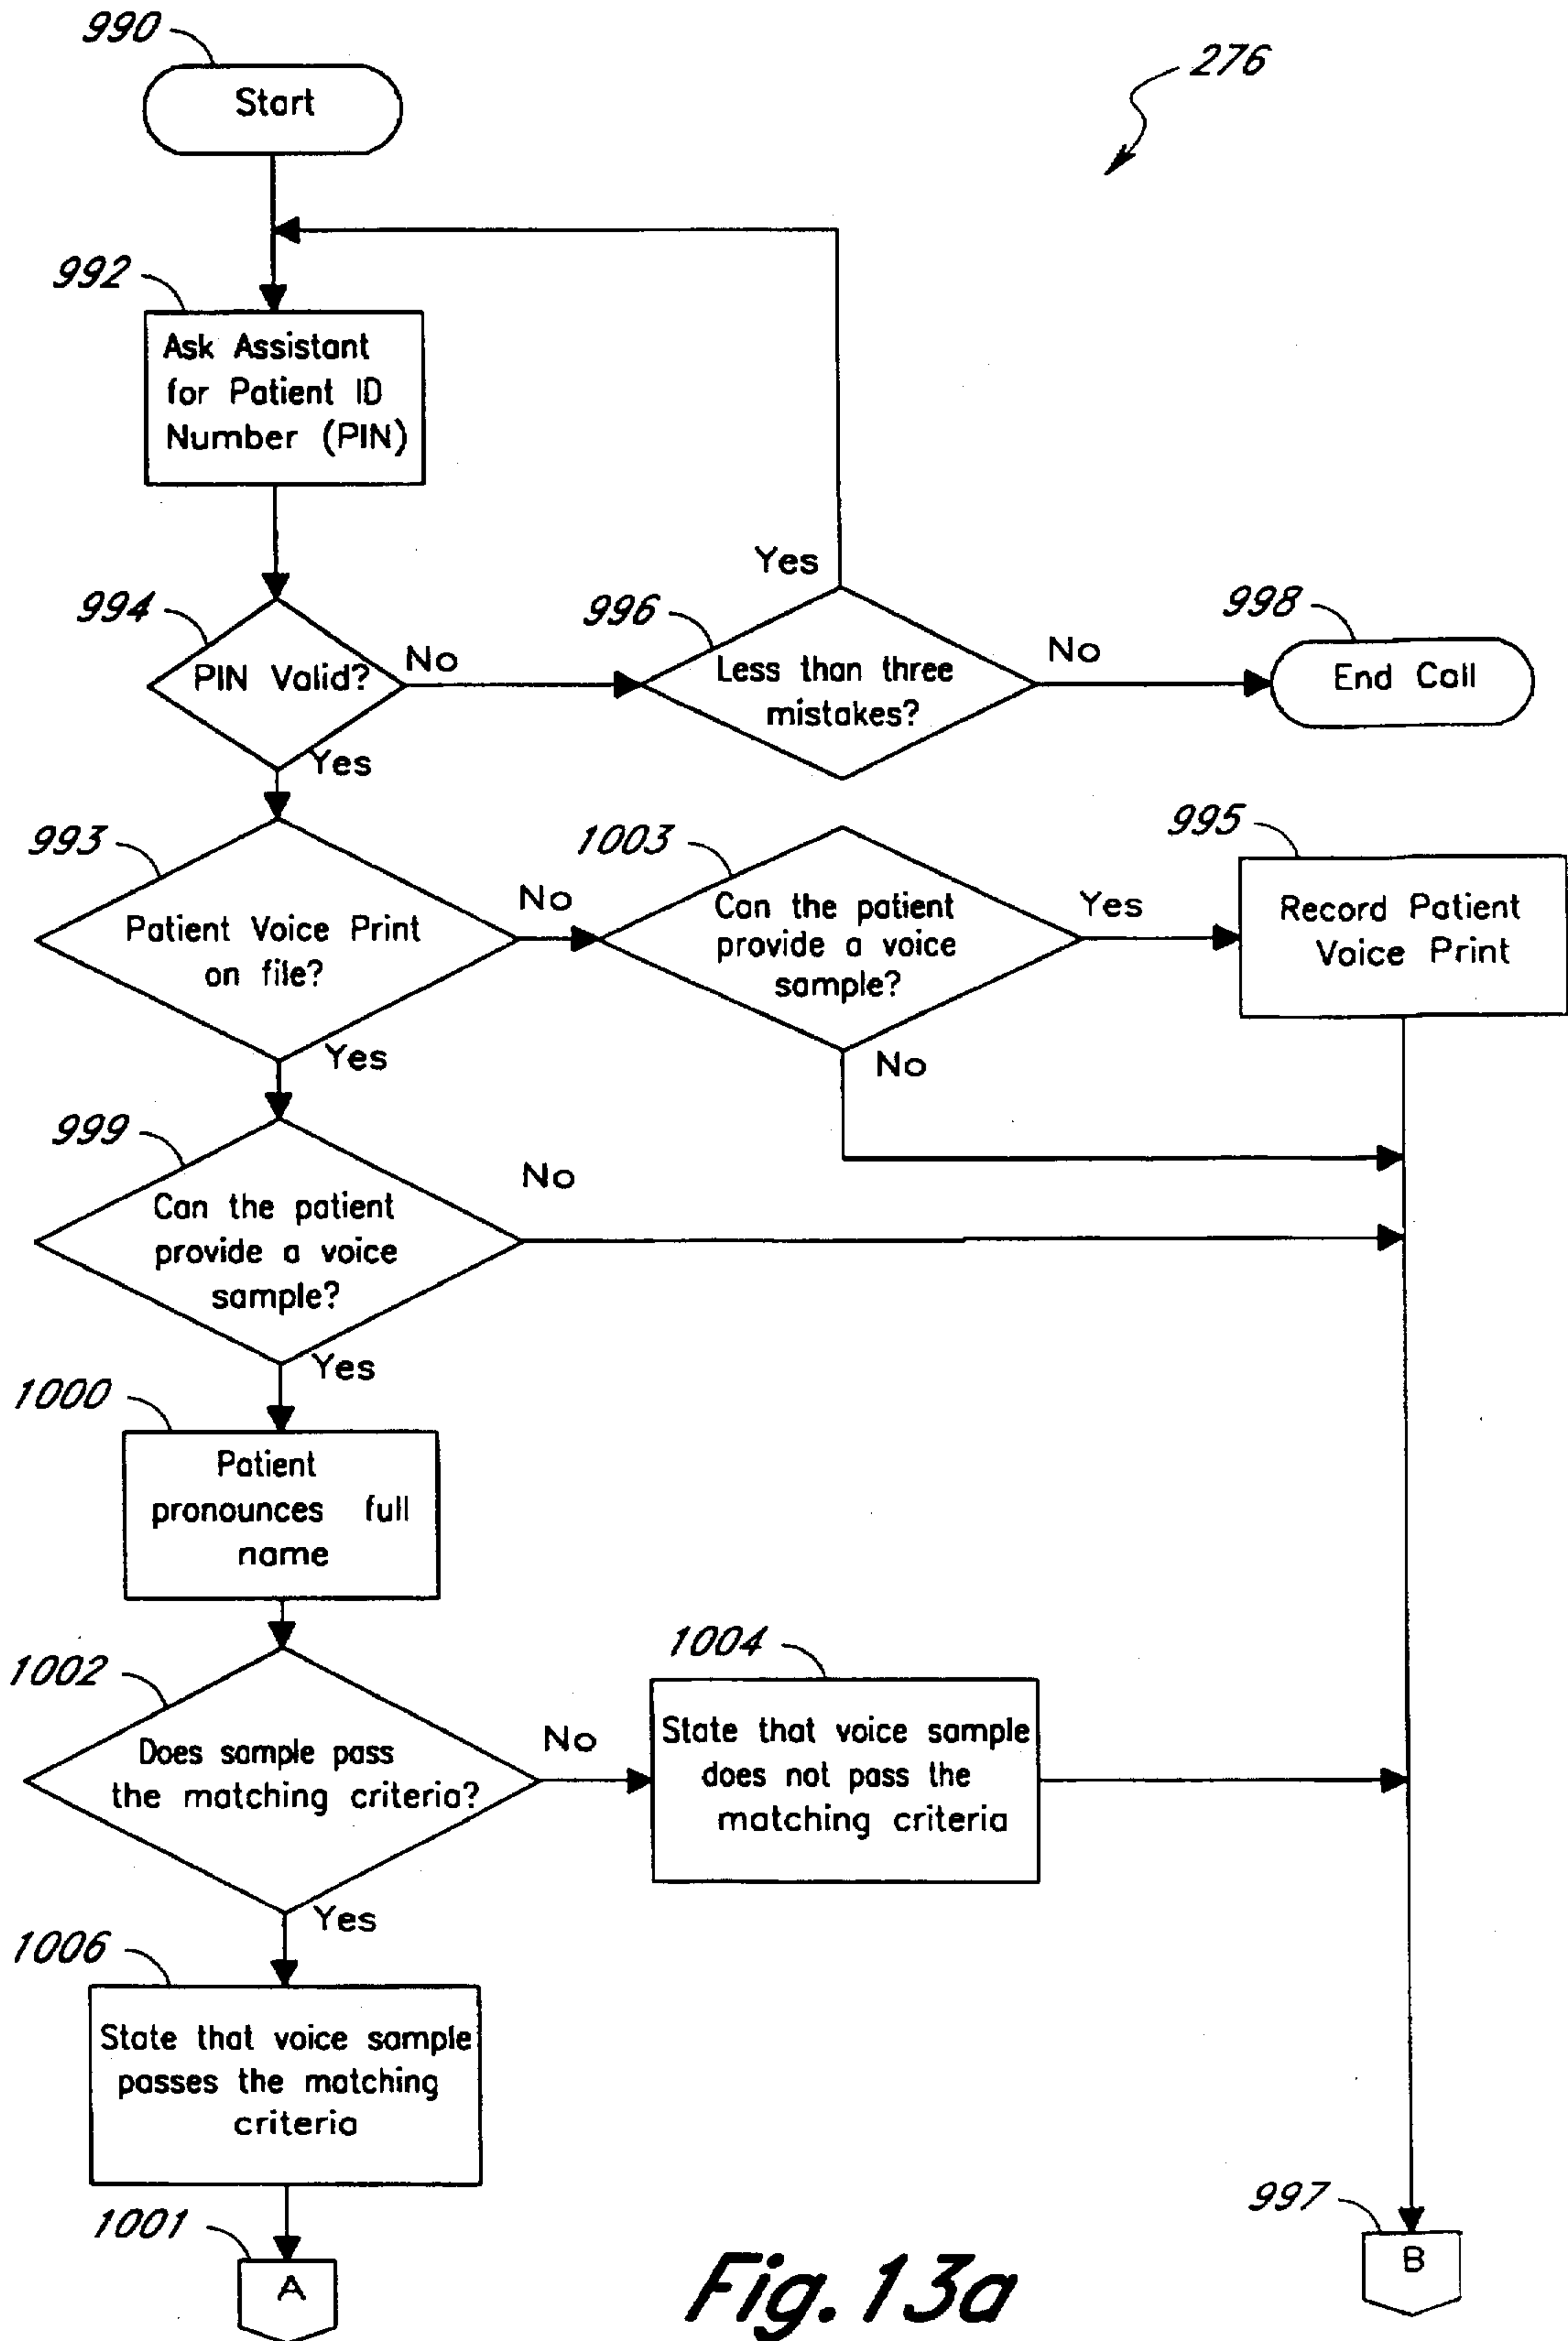 990
Start
276
992
Ask Assistant
for Patient ID
Number (PIN)
Yes
994
PIN Valid?
No
996
Less than three
mistakes?
No
998
End Call
Yes
993
Patient Voice Print
on file?
No
1003
Can the patient
provide a voice
sample?
Yes
995
Record Patient
Voice Print
No
Yes
999
Can the patient
provide a voice
sample?
No
Yes
1000
Patient
pronounces full
name
1002
Does sample pass
the matching criteria?
No
1004
State that voice sample
does not pass the
matching criteria
Yes
1006
State that voice sample
passes the matching
criteria
1001
A
997
B
Fig. 13a